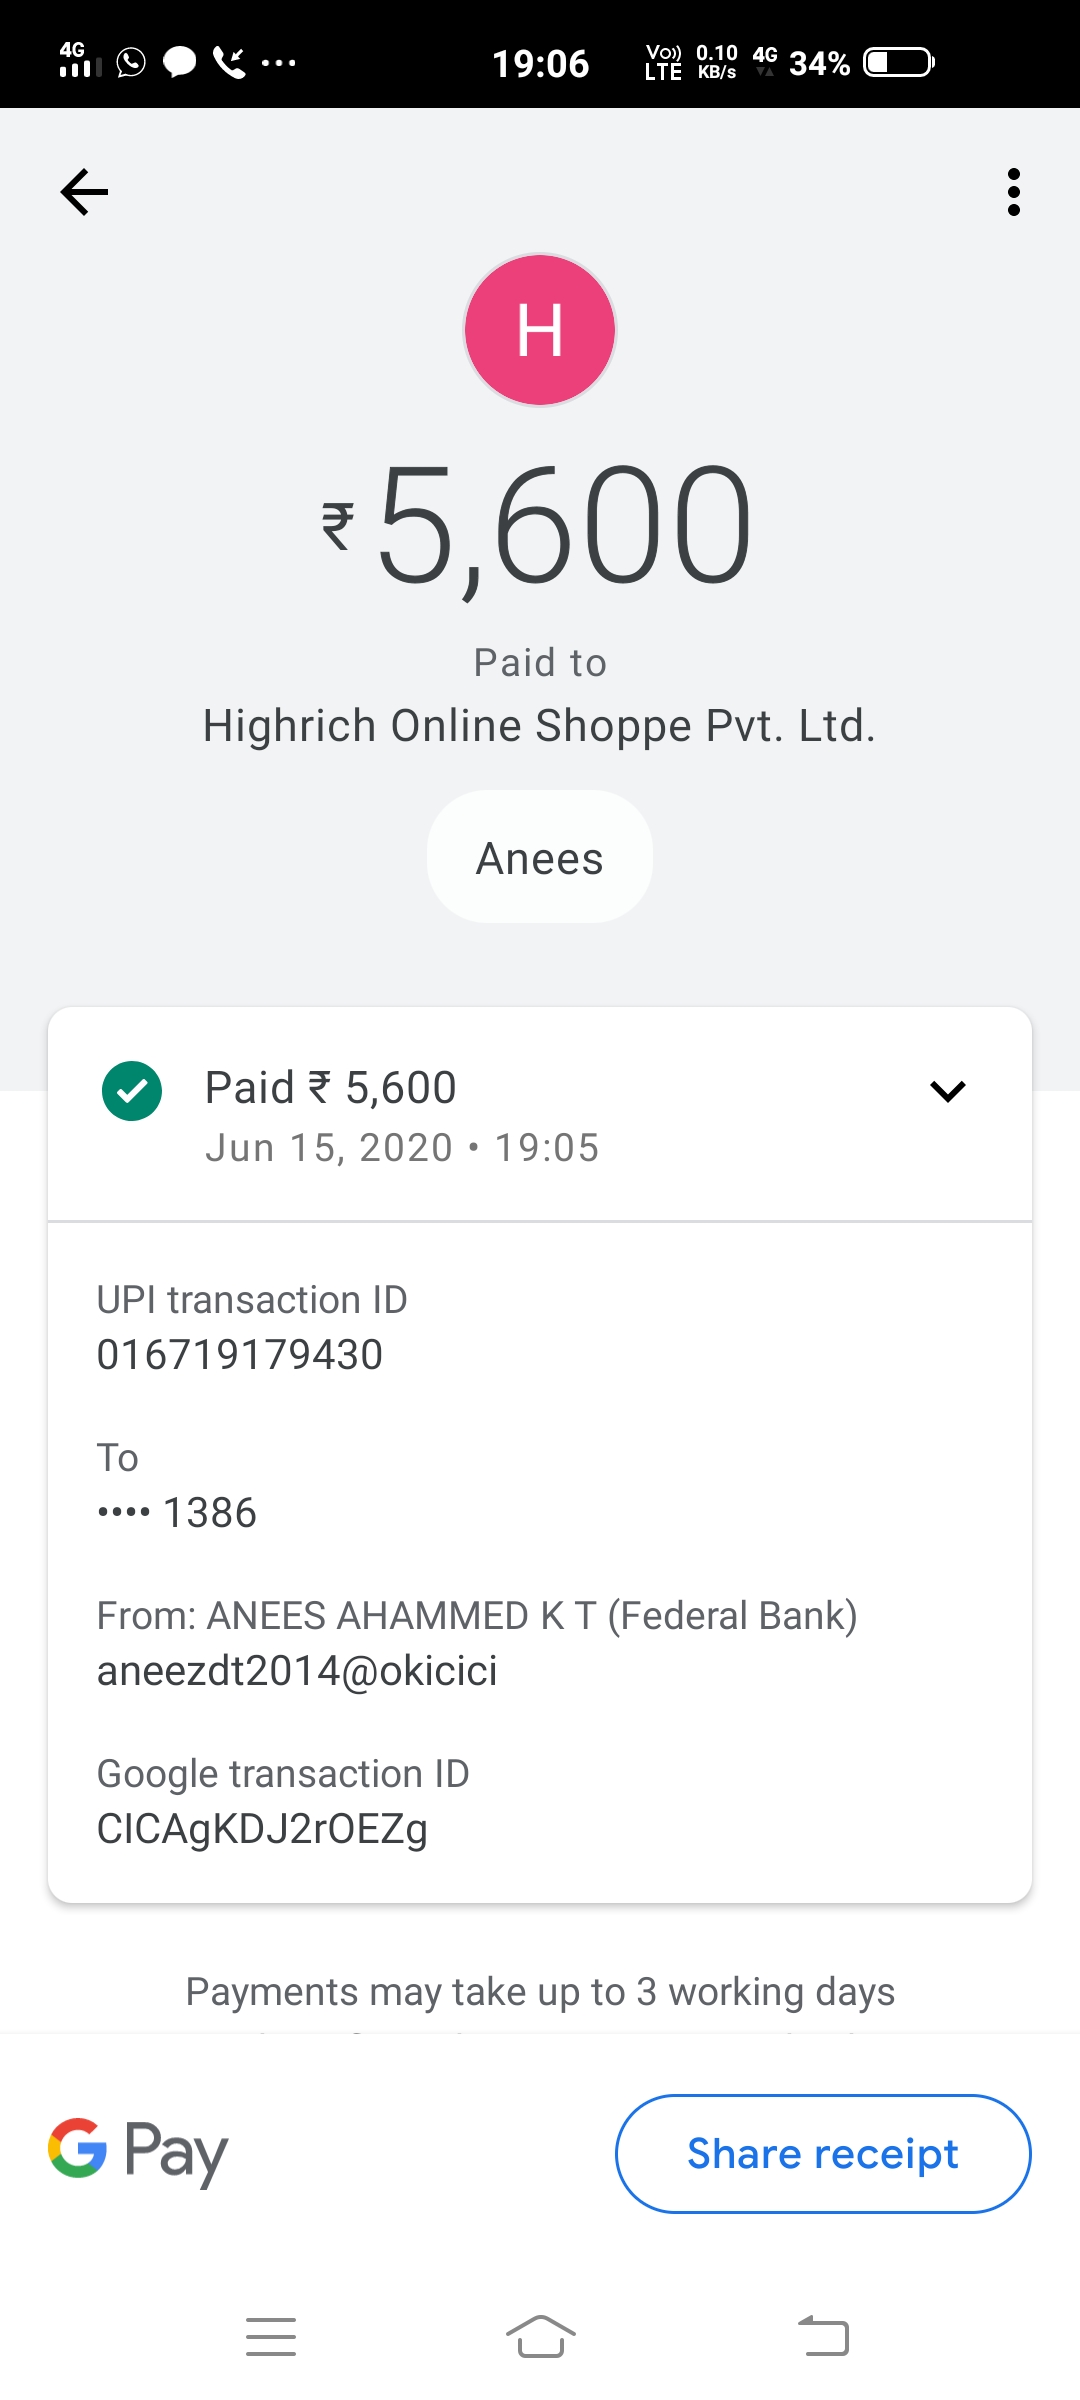 4G
19:06
Vo))
LTE
0.10
KB/s
4G
34%
H
₹5,600
Paid to
Highrich Online Shoppe Pvt. Ltd.
Anees
Paid ₹ 5,600
Jun 15, 2020 • 19:05
UPI transaction ID
016719179430
To
•••• 1386
From: ANEES AHAMMED K T (Federal Bank)
aneezdt2014@okicici
Google transaction ID
CICAgKDJ2rOEZg
Payments may take up to 3 working days
G Pay
Share receipt